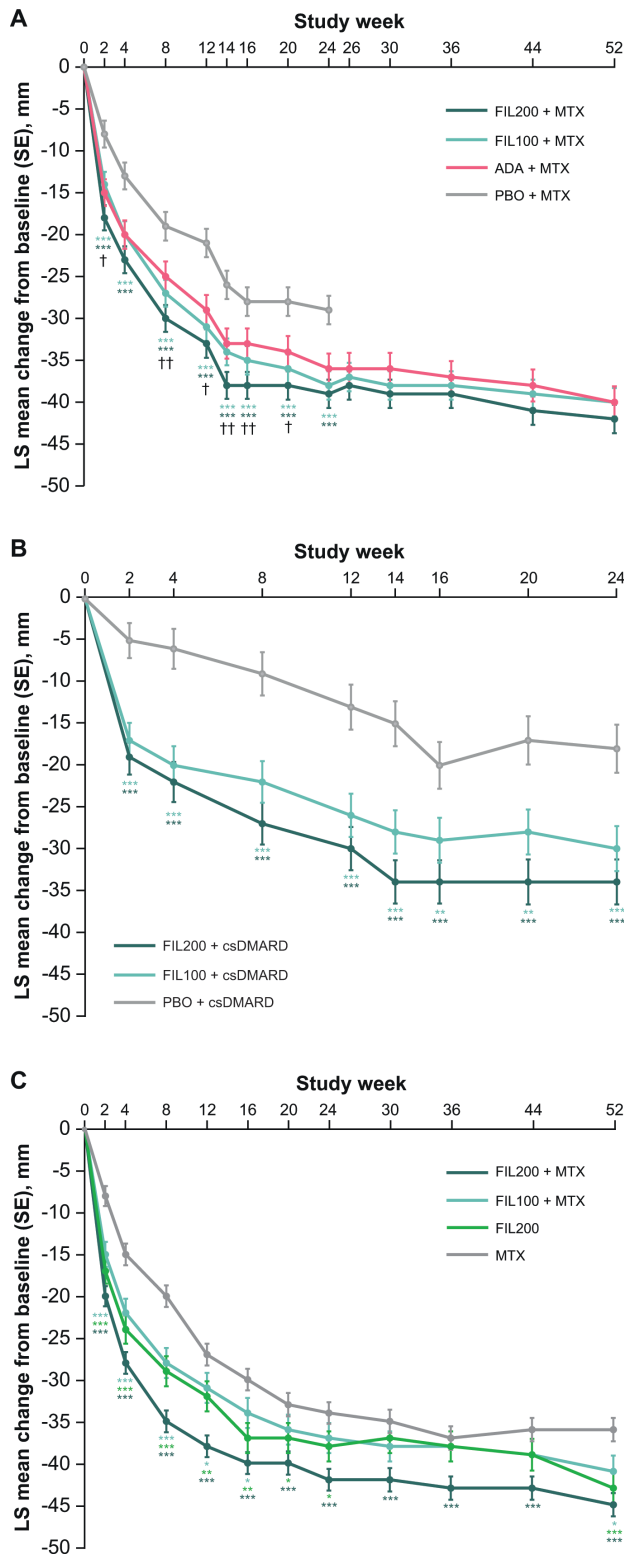 A
Study week
0 2 4 8 12 14 16 20 24 26 30 36 44 52
LS mean change from baseline (SE), mm
0
-5
-10
-15
-20
-25
-30
-35
-40
-45
-50
FIL200 + MTX
FIL100 + MTX
ADA + MTX
PBO + MTX
*** *** †
*** ***
*** *** ††
*** *** †
*** *** ††
*** *** ††
*** *** †
*** ***
B
Study week
0 2 4 8 12 14 16 20 24
LS mean change from baseline (SE), mm
0
-5
-10
-15
-20
-25
-30
-35
-40
-45
-50
*** ***
*** ***
*** ***
*** ***
*** ***
** ***
** ***
*** ***
FIL200 + csDMARD
FIL100 + csDMARD
PBO + csDMARD
C
Study week
0 2 4 8 12 16 20 24 30 36 44 52
LS mean change from baseline (SE), mm
0
-5
-10
-15
-20
-25
-30
-35
-40
-45
-50
FIL200 + MTX
FIL100 + MTX
FIL200
MTX
*** *** ***
*** *** ***
*** *** ***
* ** ***
* ** ***
* ***
* ***
***
***
***
* *** ***